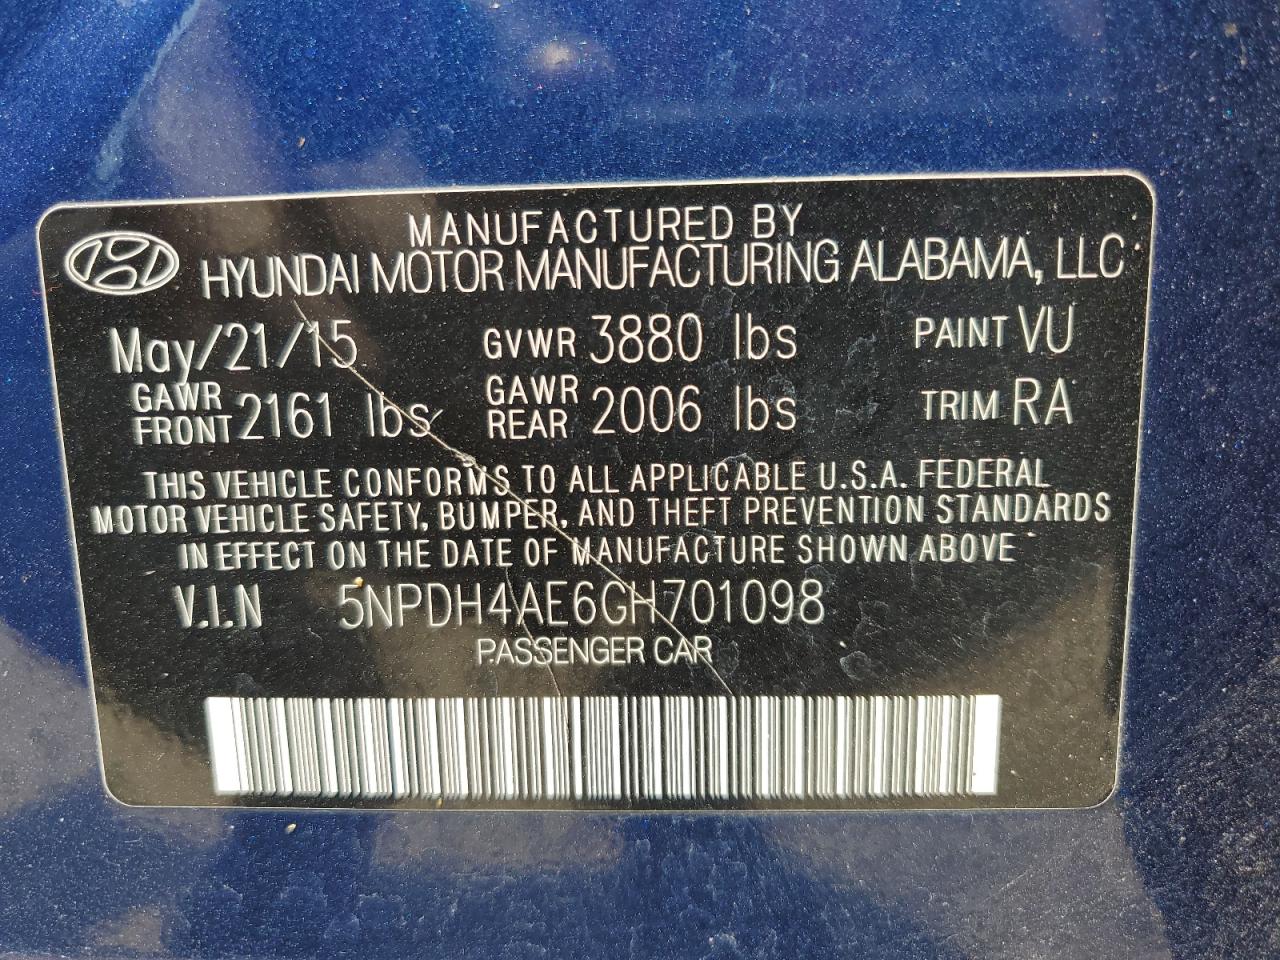 MANUFACTURED BY
HYUNDAI MOTOR MANUFACTURING ALABAMA, LLC
May/21/15 GVWR 3880 lbs PAINT VU
GAWR FRONT 2161 lbs GAWR REAR 2006 lbs TRIM RA
THIS VEHICLE CONFORMS TO ALL APPLICABLE U.S.A. FEDERAL
MOTOR VEHICLE SAFETY, BUMPER, AND THEFT PREVENTION STANDARDS
IN EFFECT ON THE DATE OF MANUFACTURE SHOWN ABOVE
V.I.N 5NPDH4AE6GH701098
PASSENGER CAR